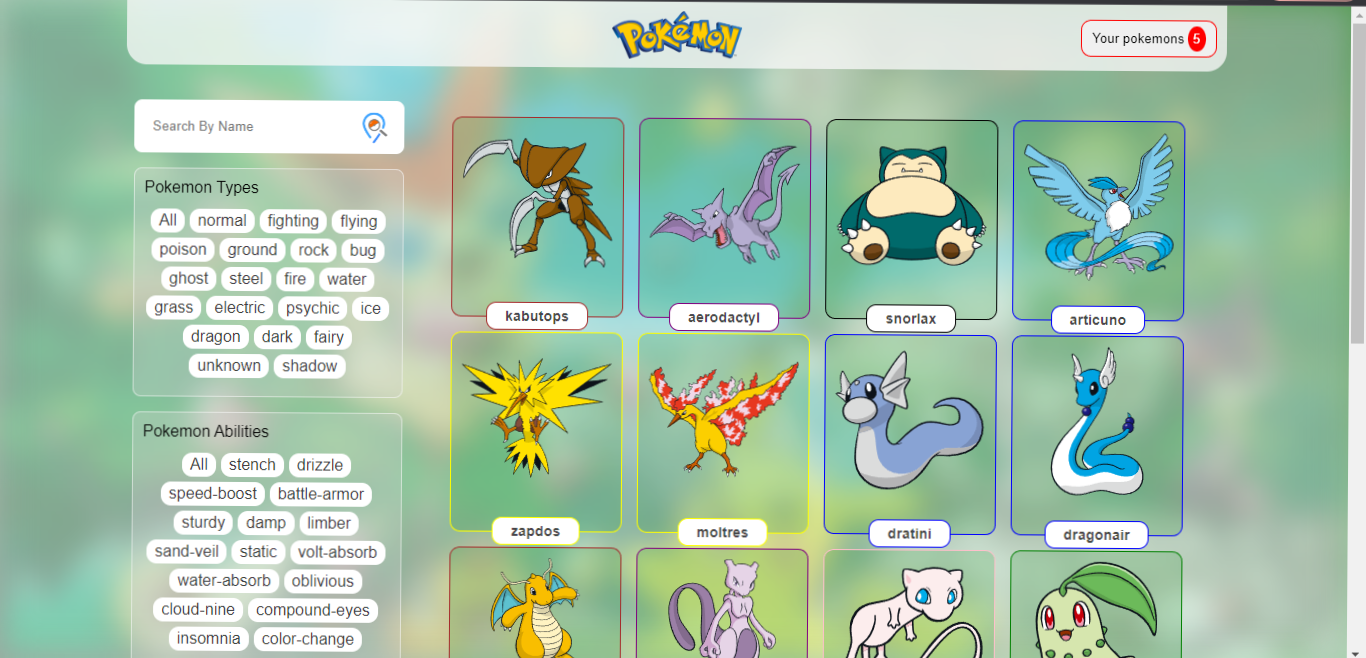 POKéMON
Your pokemons 5
Search By Name
Pokemon Types
All normal fighting flying
poison ground rock bug
ghost steel fire water
grass electric psychic ice
dragon dark fairy
unknown shadow
Pokemon Abilities
All stench drizzle
speed-boost battle-armor
sturdy damp limber
sand-veil static volt-absorb
water-absorb oblivious
cloud-nine compound-eyes
insomnia color-change
kabutops aerodactyl snorlax articuno
zapdos moltres dratini dragonair